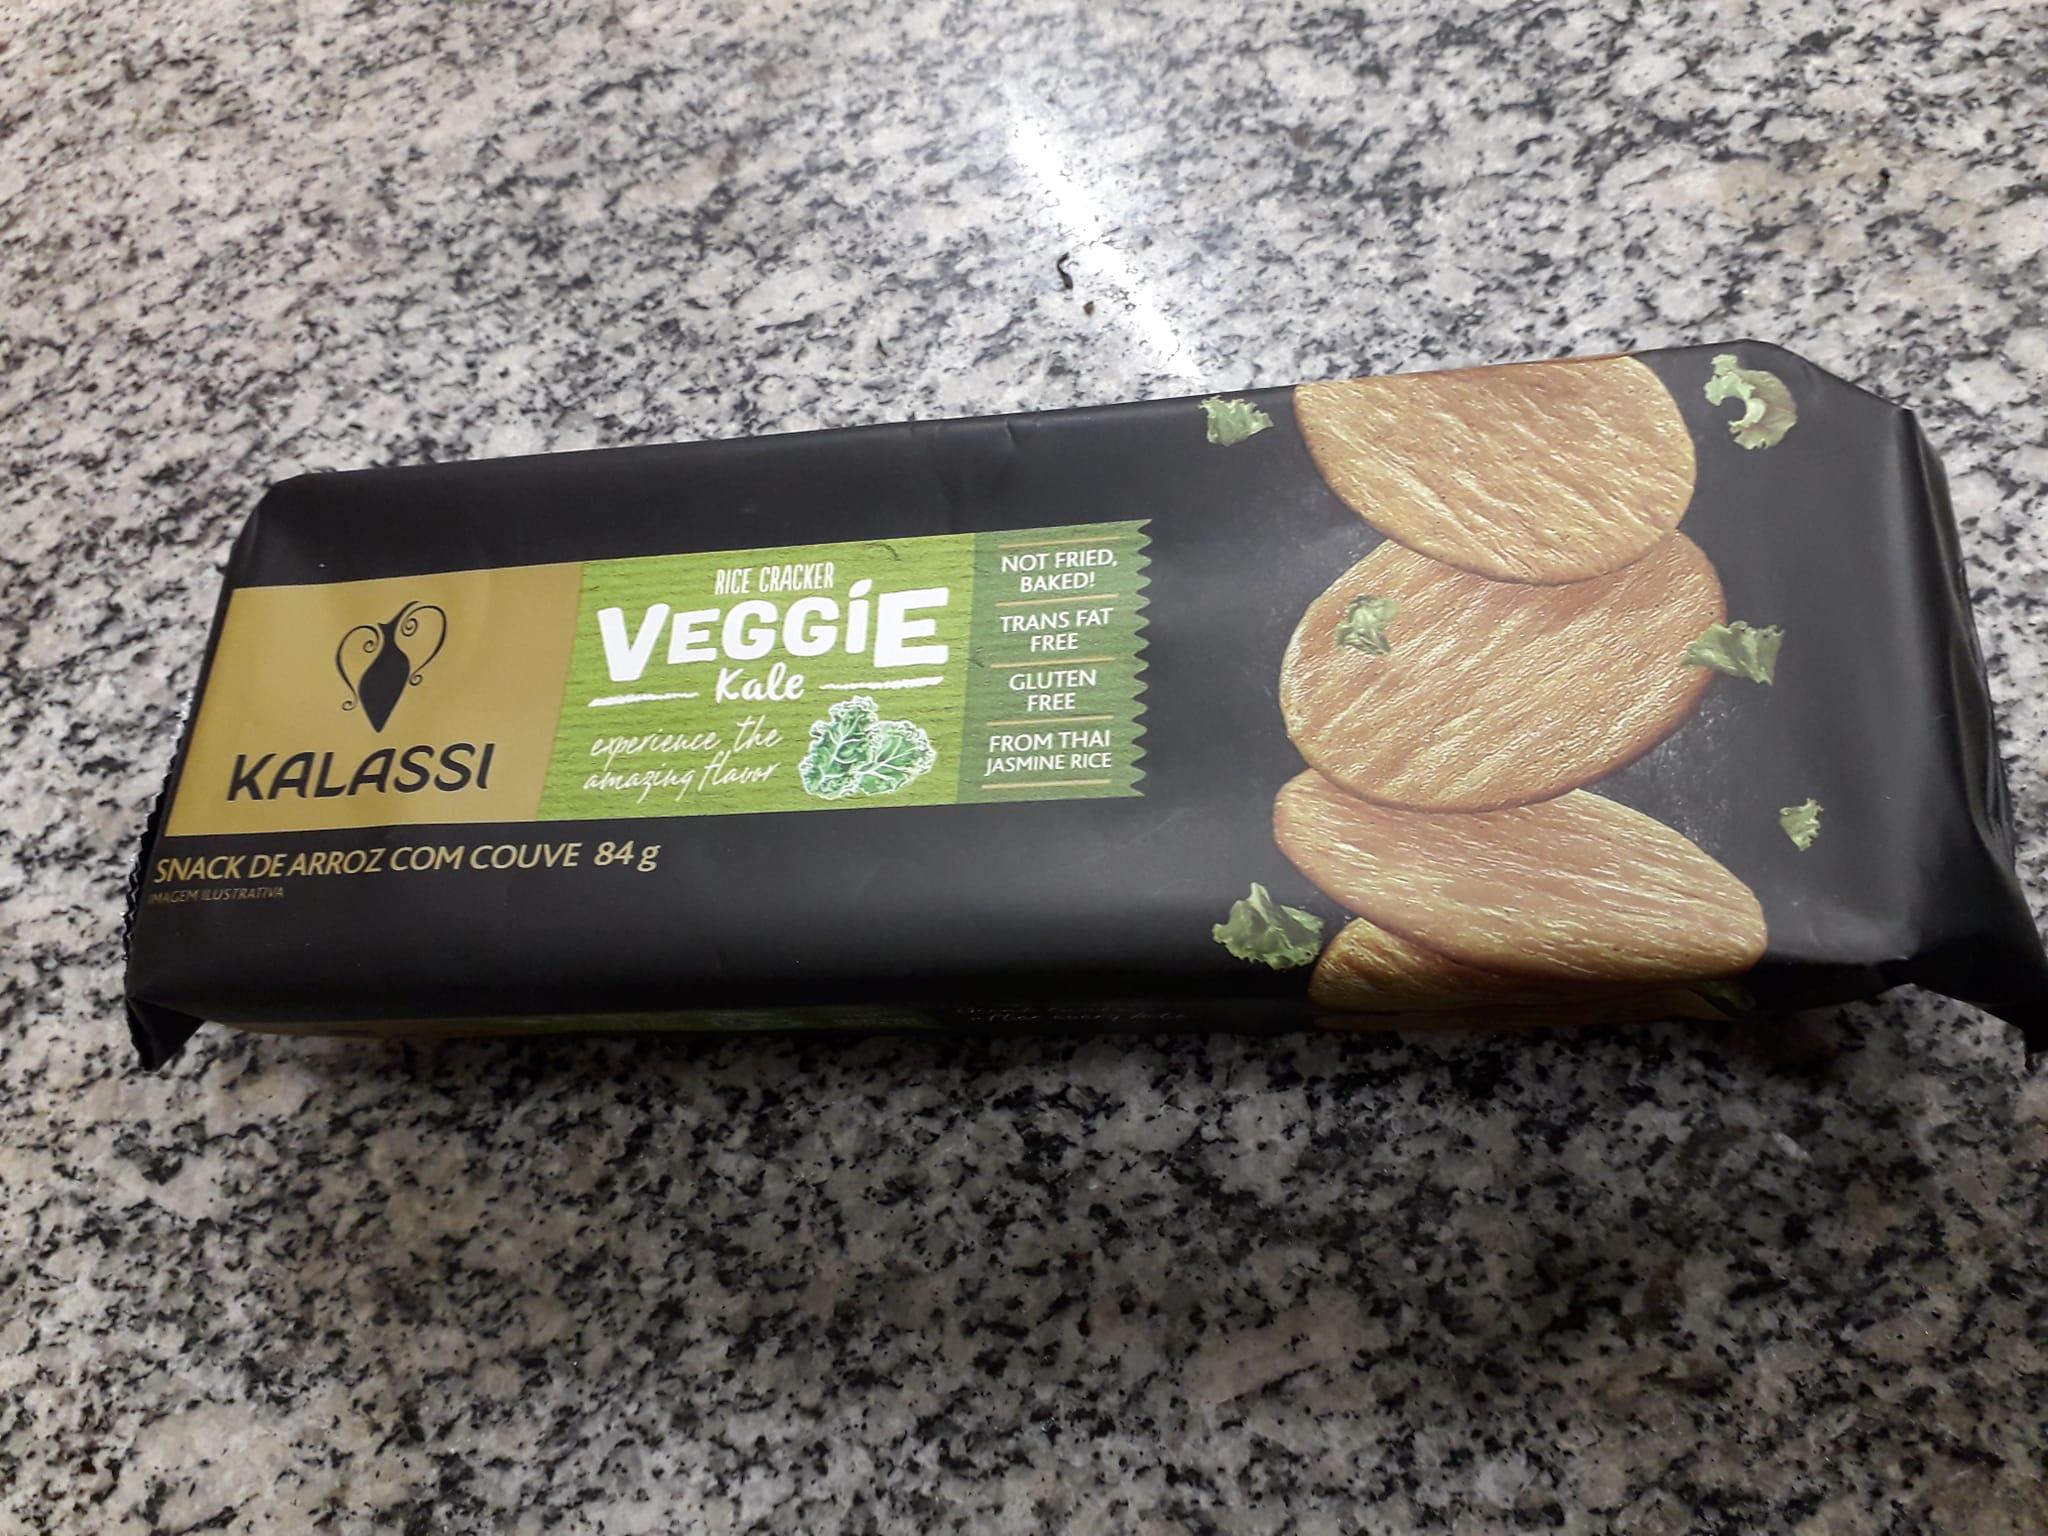 KALASSI
RICE CRACKER
VEGGiE
Kale
experience the
amazing flavor
NOT FRIED,
BAKED!
TRANS FAT
FREE
GLUTEN
FREE
FROM THAI
JASMINE RICE
SNACK DE ARROZ COM COUVE 84 g
IMAGEM ILUSTRATIVA